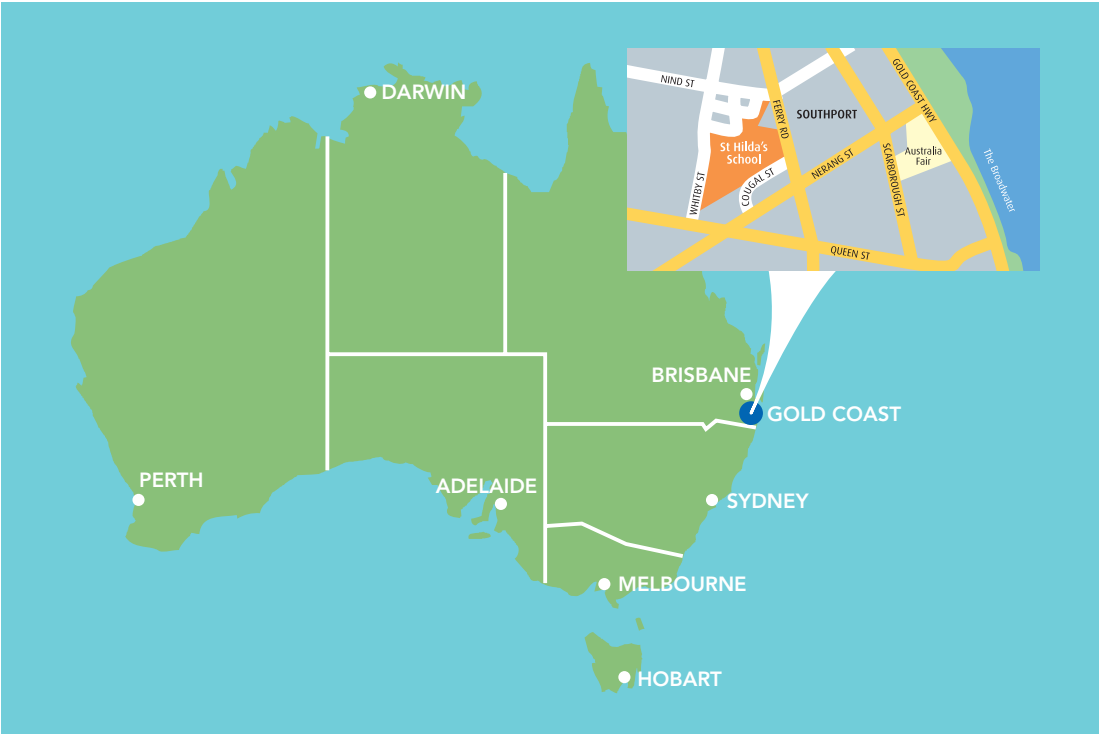 DARWIN
NIND ST
FERRY RD
GOLD COAST HWY
SOUTHPORT
St Hilda's
School
NERANG ST
SCARBOROUGH ST
Australia
Fair
The Broadwater
WHITBY ST
COUGAL ST
QUEEN ST
BRISBANE
GOLD COAST
PERTH
ADELAIDE
SYDNEY
MELBOURNE
HOBART